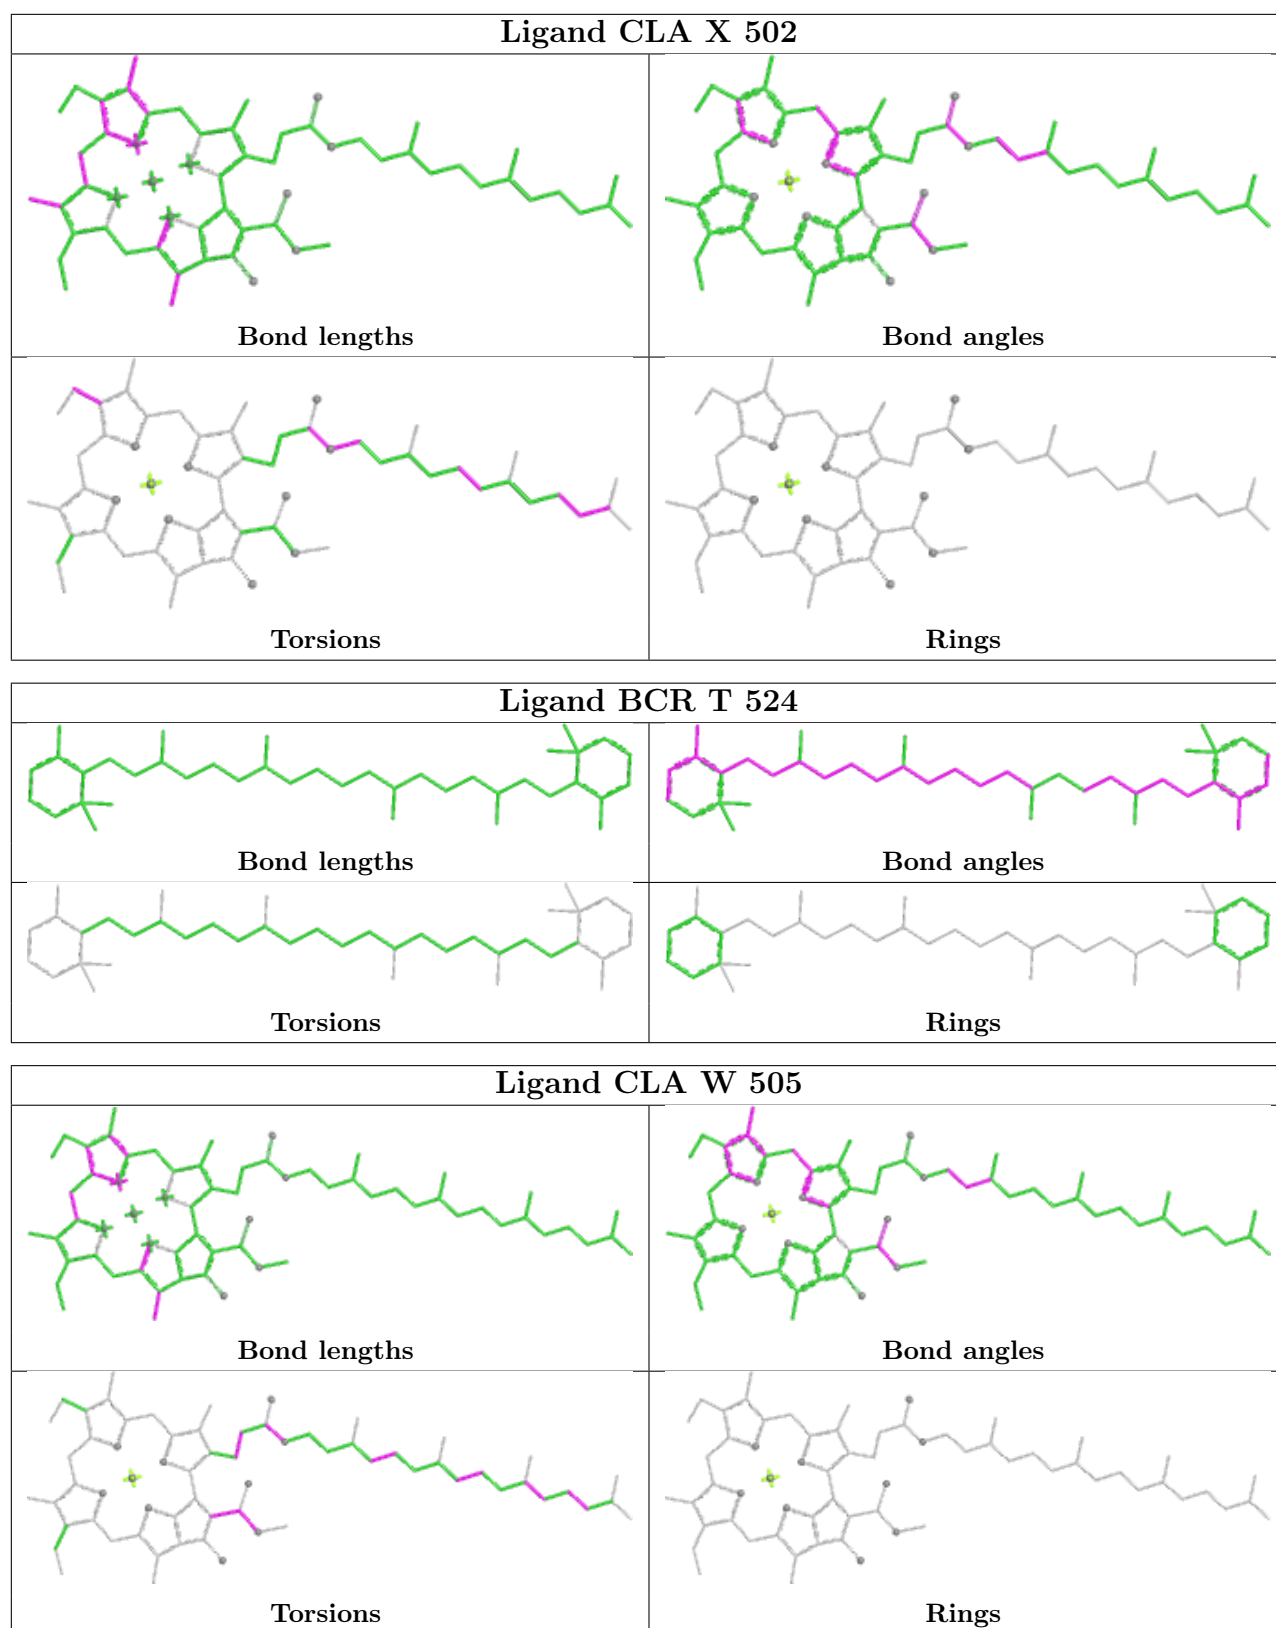 Ligand CLA X 502
Bond lengths
Bond angles
Torsions
Rings
Ligand BCR T 524
Bond lengths
Bond angles
Torsions
Rings
Ligand CLA W 505
Bond lengths
Bond angles
Torsions
Rings